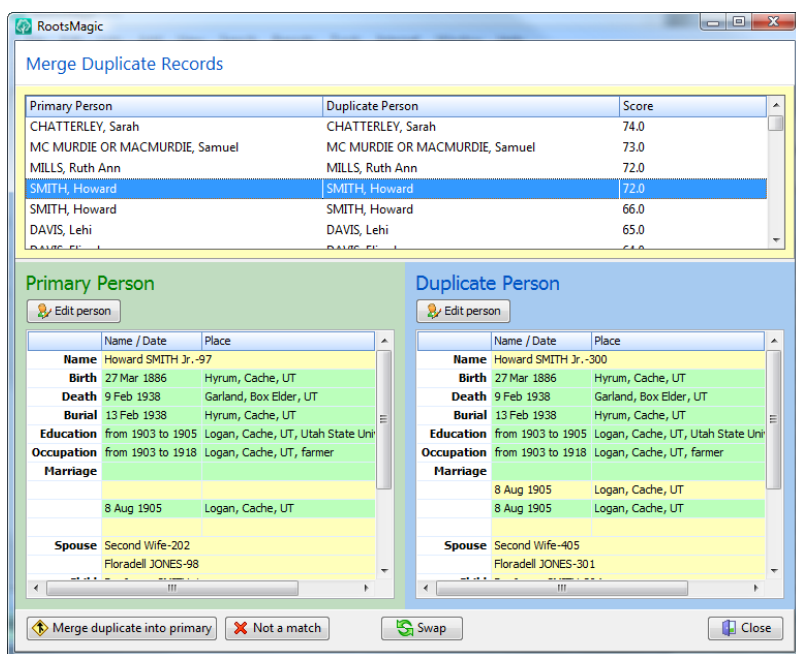 RootsMagic
Merge Duplicate Records
Primary Person Duplicate Person Score
CHATTERLEY, Sarah CHATTERLEY, Sarah 74.0
MC MURDIE OR MACMURDIE, Samuel MC MURDIE OR MACMURDIE, Samuel 73.0
MILLS, Ruth Ann MILLS, Ruth Ann 72.0
SMITH, Howard SMITH, Howard 72.0
SMITH, Howard SMITH, Howard 66.0
DAVIS, Lehi DAVIS, Lehi 65.0
Primary Person
Edit person
Name / Date Place
Name Howard SMITH Jr.-97
Birth 27 Mar 1886 Hyrum, Cache, UT
Death 9 Feb 1938 Garland, Box Elder, UT
Burial 13 Feb 1938 Hyrum, Cache, UT
Education from 1903 to 1905 Logan, Cache, UT, Utah State Uni
Occupation from 1903 to 1918 Logan, Cache, UT, farmer
Marriage
8 Aug 1905 Logan, Cache, UT
Spouse Second Wife-202
Floradell JONES-98
Duplicate Person
Edit person
Name / Date Place
Name Howard SMITH Jr.-300
Birth 27 Mar 1886 Hyrum, Cache, UT
Death 9 Feb 1938 Garland, Box Elder, UT
Burial 13 Feb 1938 Hyrum, Cache, UT
Education from 1903 to 1905 Logan, Cache, UT, Utah State Uni
Occupation from 1903 to 1918 Logan, Cache, UT, farmer
Marriage
8 Aug 1905 Logan, Cache, UT
8 Aug 1905 Logan, Cache, UT
Spouse Second Wife-405
Floradell JONES-301
Merge duplicate into primary Not a match Swap Close